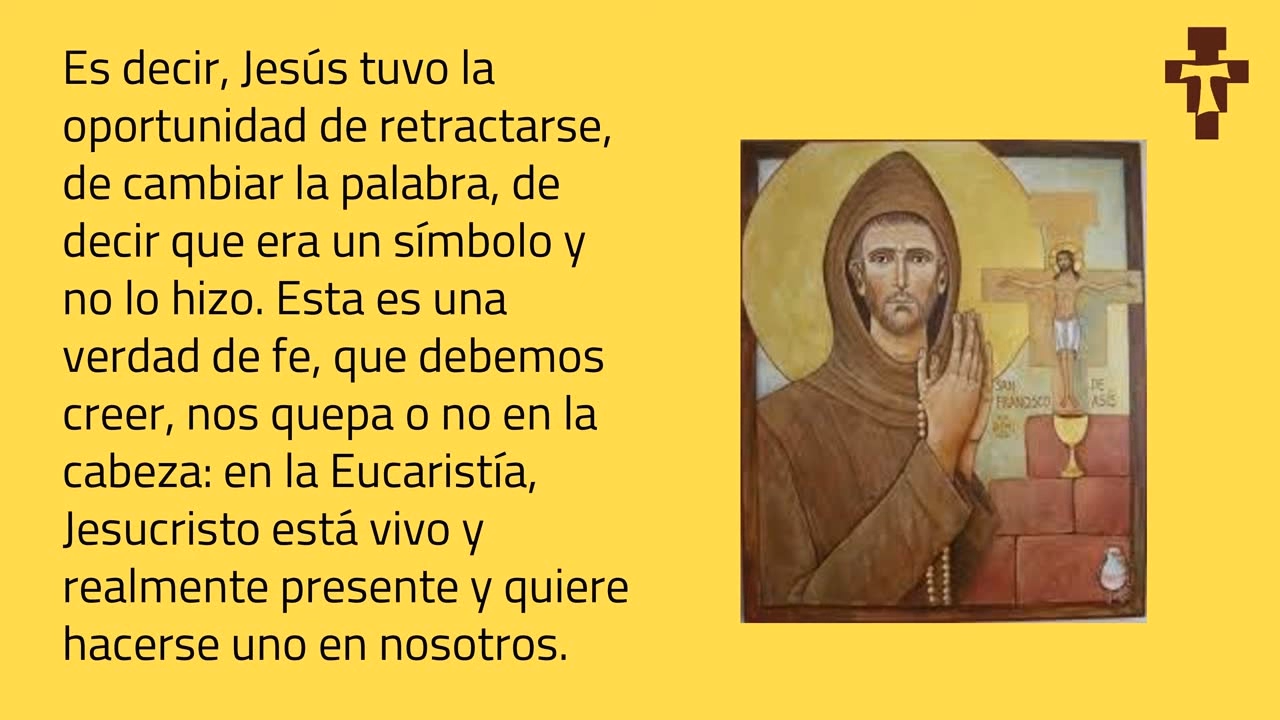 Es decir, Jesús tuvo la
oportunidad de retractarse,
de cambiar la palabra, de
decir que era un símbolo y
no lo hizo. Esta es una
verdad de fe, que debemos
creer, nos quepa o no en la
cabeza: en la Eucaristía,
Jesucristo está vivo y
realmente presente y quiere
hacerse uno en nosotros.
SAN
FRANCISCO
DE
ASÍS